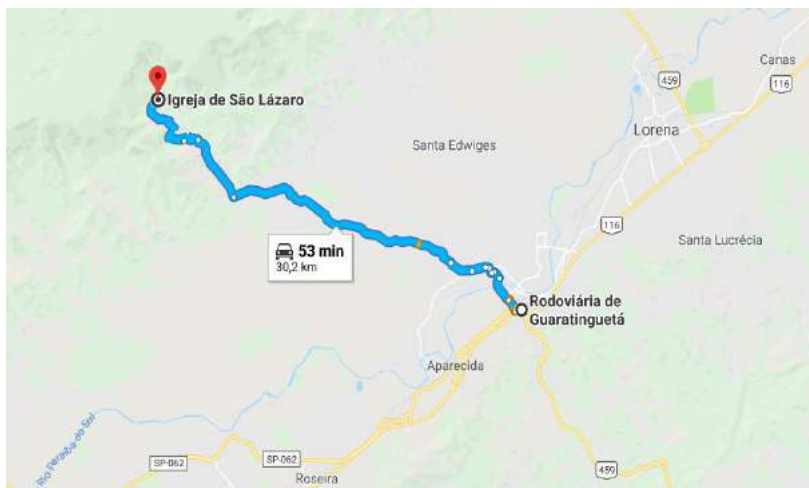 Canas
459
116
Igreja de São Lázaro
Lorena
Santa Edwiges
116
Santa Lucrécia
53 min
30,2 km
Rodoviária de
Guaratinguetá
Aparecida
Rio Paraíba do Sul
SP-062
SP-062
Roseira
459